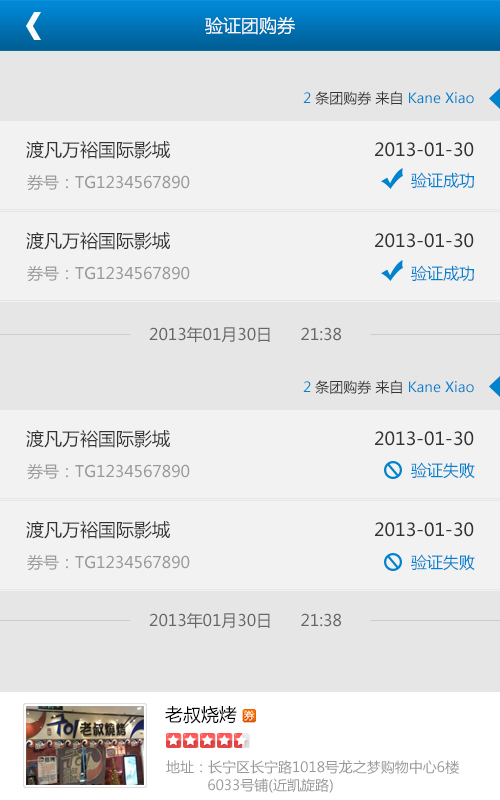 验证团购券
2 条团购券 来自 Kane Xiao
渡凡万裕国际影城 2013-01-30
券号：TG1234567890 验证成功
渡凡万裕国际影城 2013-01-30
券号：TG1234567890 验证成功
2013年01月30日 21:38
2 条团购券 来自 Kane Xiao
渡凡万裕国际影城 2013-01-30
券号：TG1234567890 验证失败
渡凡万裕国际影城 2013-01-30
券号：TG1234567890 验证失败
2013年01月30日 21:38
701老叔烧烤
老叔烧烤 券
地址：长宁区长宁路1018号龙之梦购物中心6楼
6033号铺(近凯旋路)